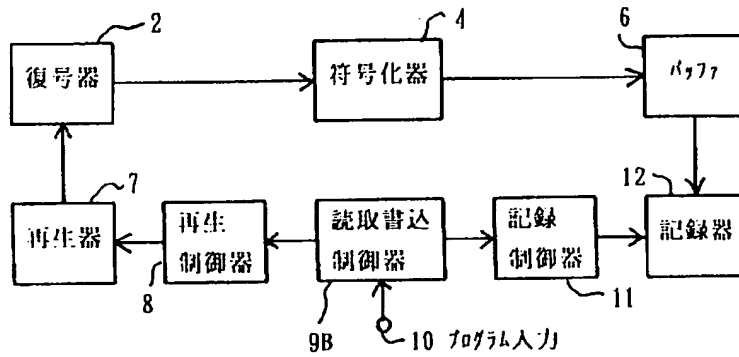 2
4
6
復号器
符号化器
バッファ
7
12
再生器
再生
制御器
読取書込
制御器
記録
制御器
記録器
8
9B
10 プログラム入力
11